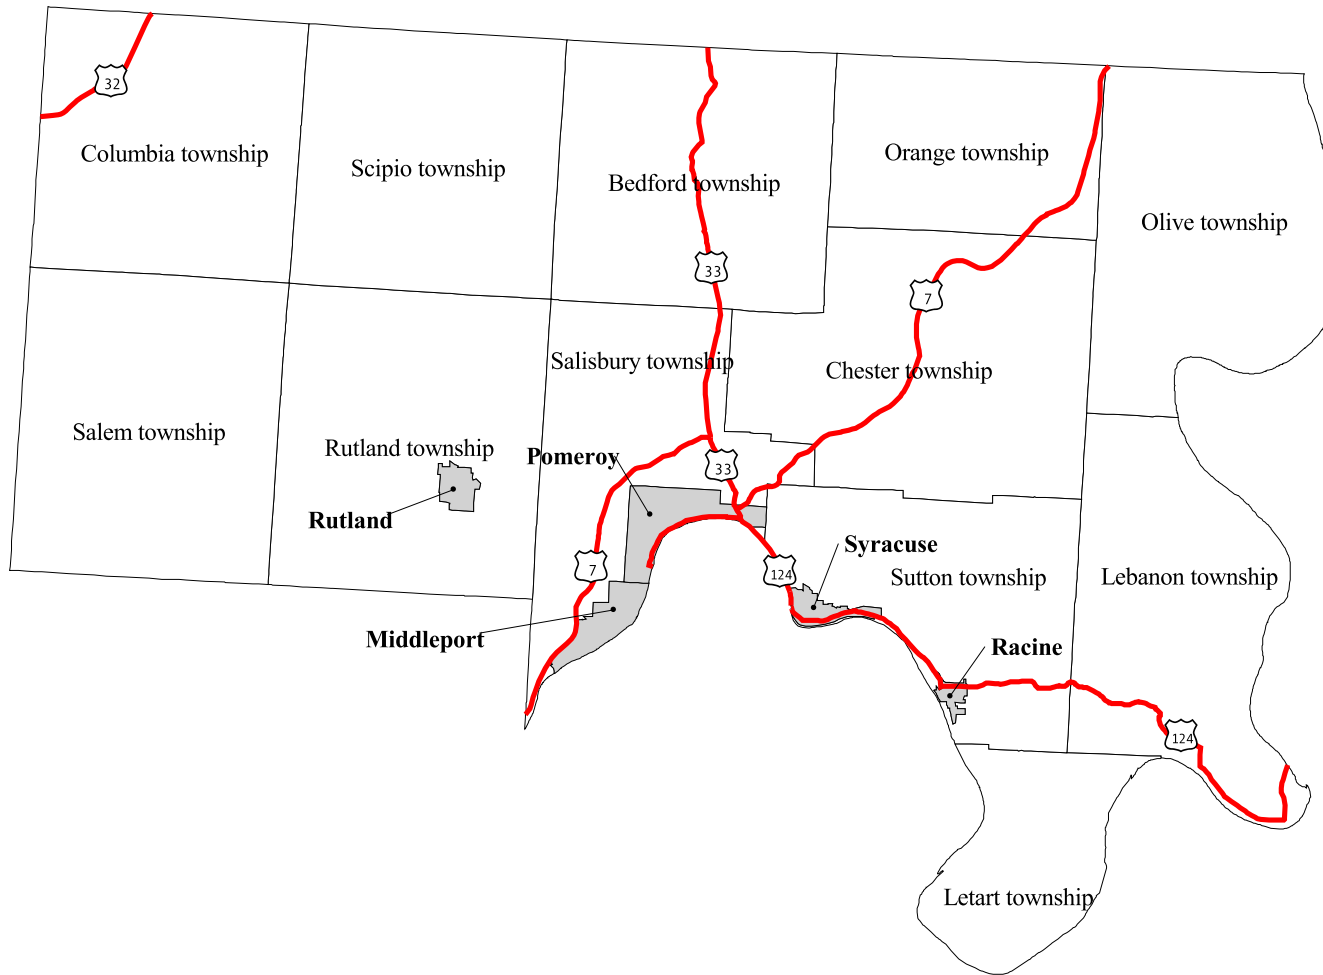 32
Columbia township
Scipio township
Bedford township
Orange township
Olive township
33
7
Salisbury township
Chester township
Salem township
Rutland township
Pomeroy
33
Rutland
Syracuse
7
124
Sutton township
Lebanon township
Middleport
Racine
124
Letart township